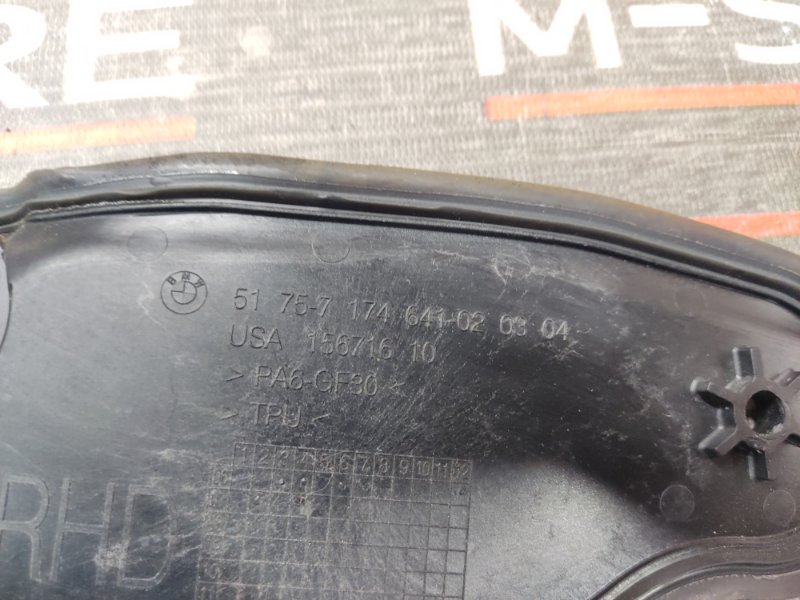 RE M-S
BMW
51 75-7 174 641-02 03 04
USA 156716 10
> PA6-GF30 <
> TPU <
1 2 3 4 5 6 7 8 9 10 11 12
RHD